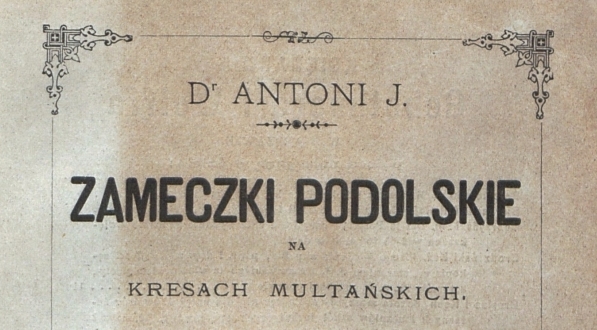 Dr ANTONI J.
ZAMECZKI PODOLSKIE
NA
KRESACH MULTAŃSKICH.